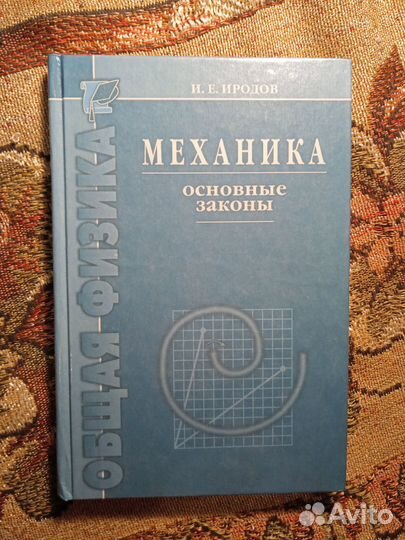 И. Е. ИРОДОВ
МЕХАНИКА
основные
законы
ОБЩАЯ ФИЗИКА
Avito